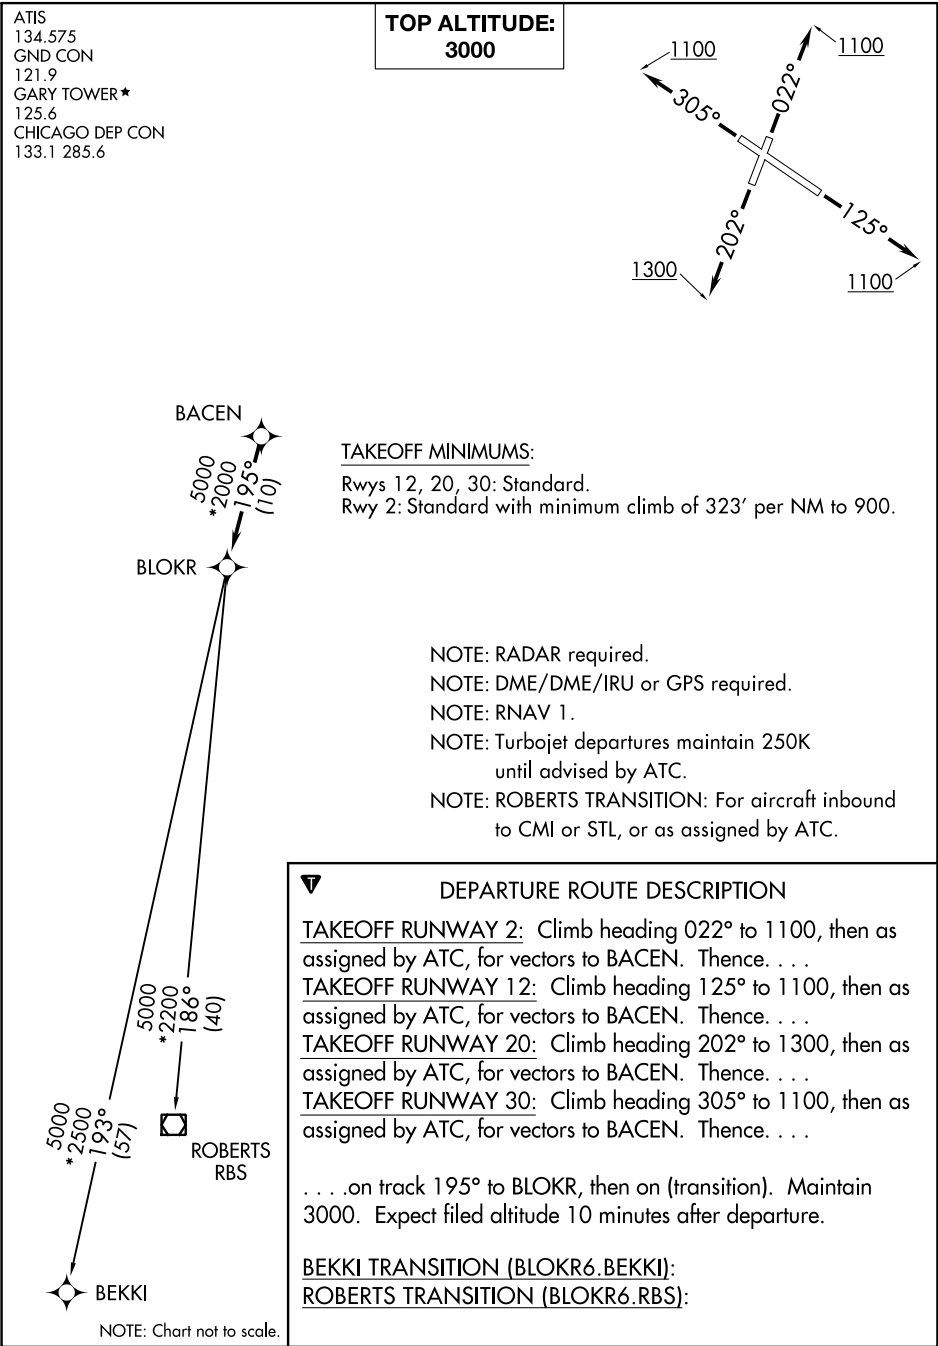 ATIS
134.575
GND CON
121.9
GARY TOWER★
125.6
CHICAGO DEP CON
133.1 285.6
TOP ALTITUDE:
3000
1100
1100
305°
022°
202°
125°
1300
1100
BACEN
5000
*2000
195°
(10)
BLOKR
TAKEOFF MINIMUMS:
Rwys 12, 20, 30: Standard.
Rwy 2: Standard with minimum climb of 323' per NM to 900.
NOTE: RADAR required.
NOTE: DME/DME/IRU or GPS required.
NOTE: RNAV 1.
NOTE: Turbojet departures maintain 250K
until advised by ATC.
NOTE: ROBERTS TRANSITION: For aircraft inbound
to CMI or STL, or as assigned by ATC.
5000
*2200
186°
(40)
5000
*2500
193°
(57)
ROBERTS
RBS
BEKKI
NOTE: Chart not to scale.
T
DEPARTURE ROUTE DESCRIPTION
TAKEOFF RUNWAY 2: Climb heading 022° to 1100, then as
assigned by ATC, for vectors to BACEN. Thence. . . .
TAKEOFF RUNWAY 12: Climb heading 125° to 1100, then as
assigned by ATC, for vectors to BACEN. Thence. . . .
TAKEOFF RUNWAY 20: Climb heading 202° to 1300, then as
assigned by ATC, for vectors to BACEN. Thence. . . .
TAKEOFF RUNWAY 30: Climb heading 305° to 1100, then as
assigned by ATC, for vectors to BACEN. Thence. . . .
. . . .on track 195° to BLOKR, then on (transition). Maintain
3000. Expect filed altitude 10 minutes after departure.
BEKKI TRANSITION (BLOKR6.BEKKI):
ROBERTS TRANSITION (BLOKR6.RBS):